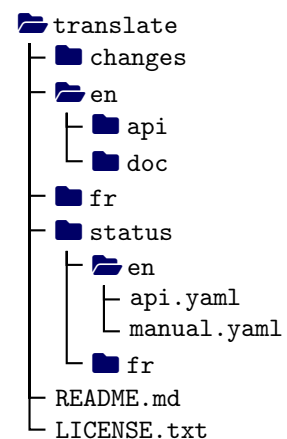 translate
changes
en
api
doc
fr
status
en
api.yaml
manual.yaml
fr
README.md
LICENSE.txt